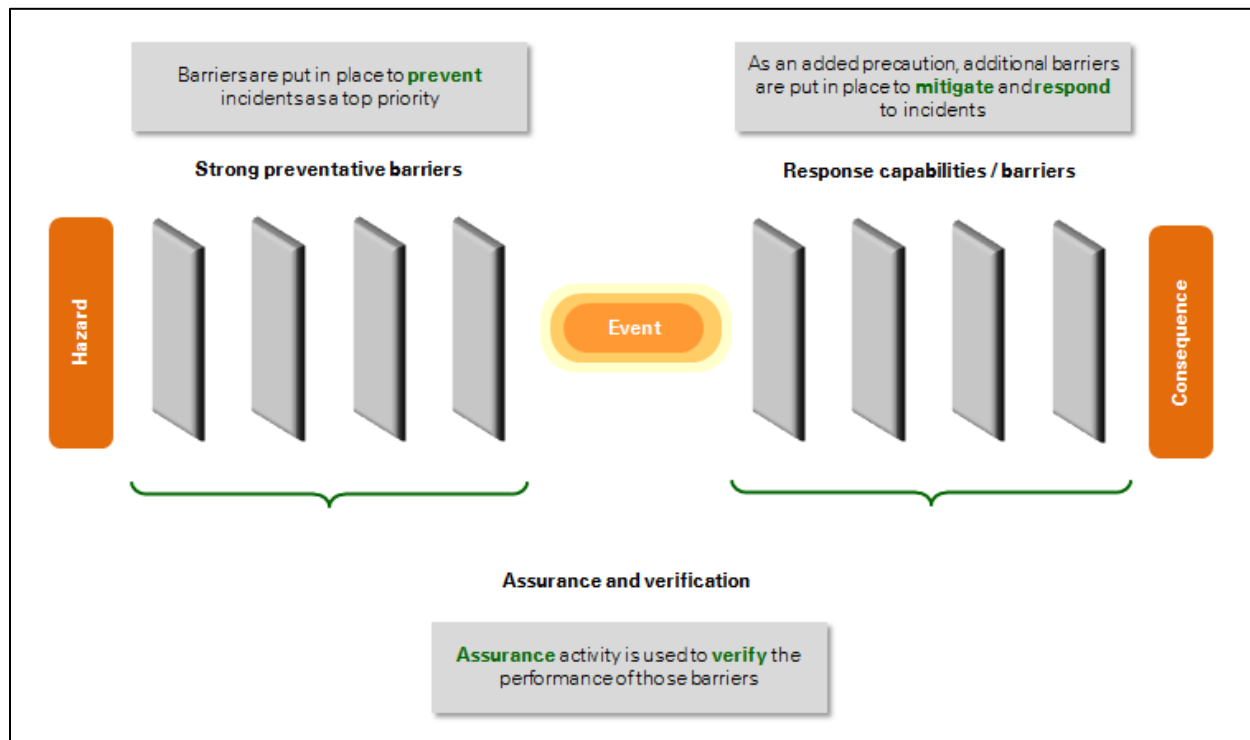 Barriers are put in place to prevent
incidents as a top priority
As an added precaution, additional barriers
are put in place to mitigate and respond
to incidents
Strong preventative barriers
Response capabilities / barriers
Hazard
Event
Consequence
Assurance and verification
Assurance activity is used to verify the
performance of those barriers